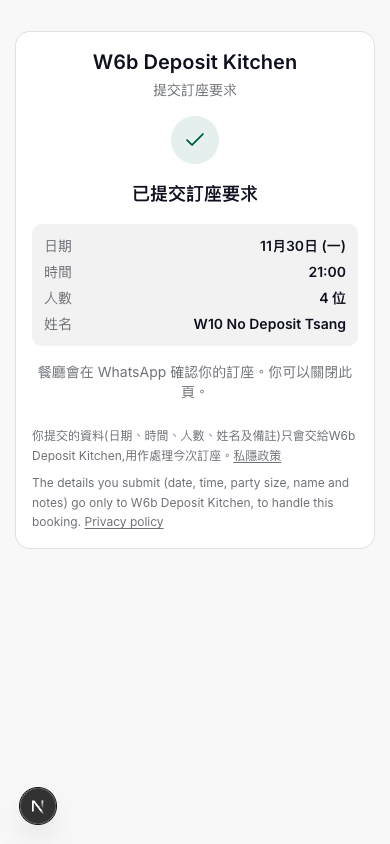 W6b Deposit Kitchen
提交訂座要求
已提交訂座要求
日期 11月30日 (一)
時間 21:00
人數 4 位
姓名 W10 No Deposit Tsang
餐廳會在 WhatsApp 確認你的訂座。你可以關閉此
頁。
你提交的資料(日期、時間、人數、姓名及備註)只會交給W6b
Deposit Kitchen,用作處理今次訂座。私隱政策
The details you submit (date, time, party size, name and
notes) go only to W6b Deposit Kitchen, to handle this
booking. Privacy policy
N